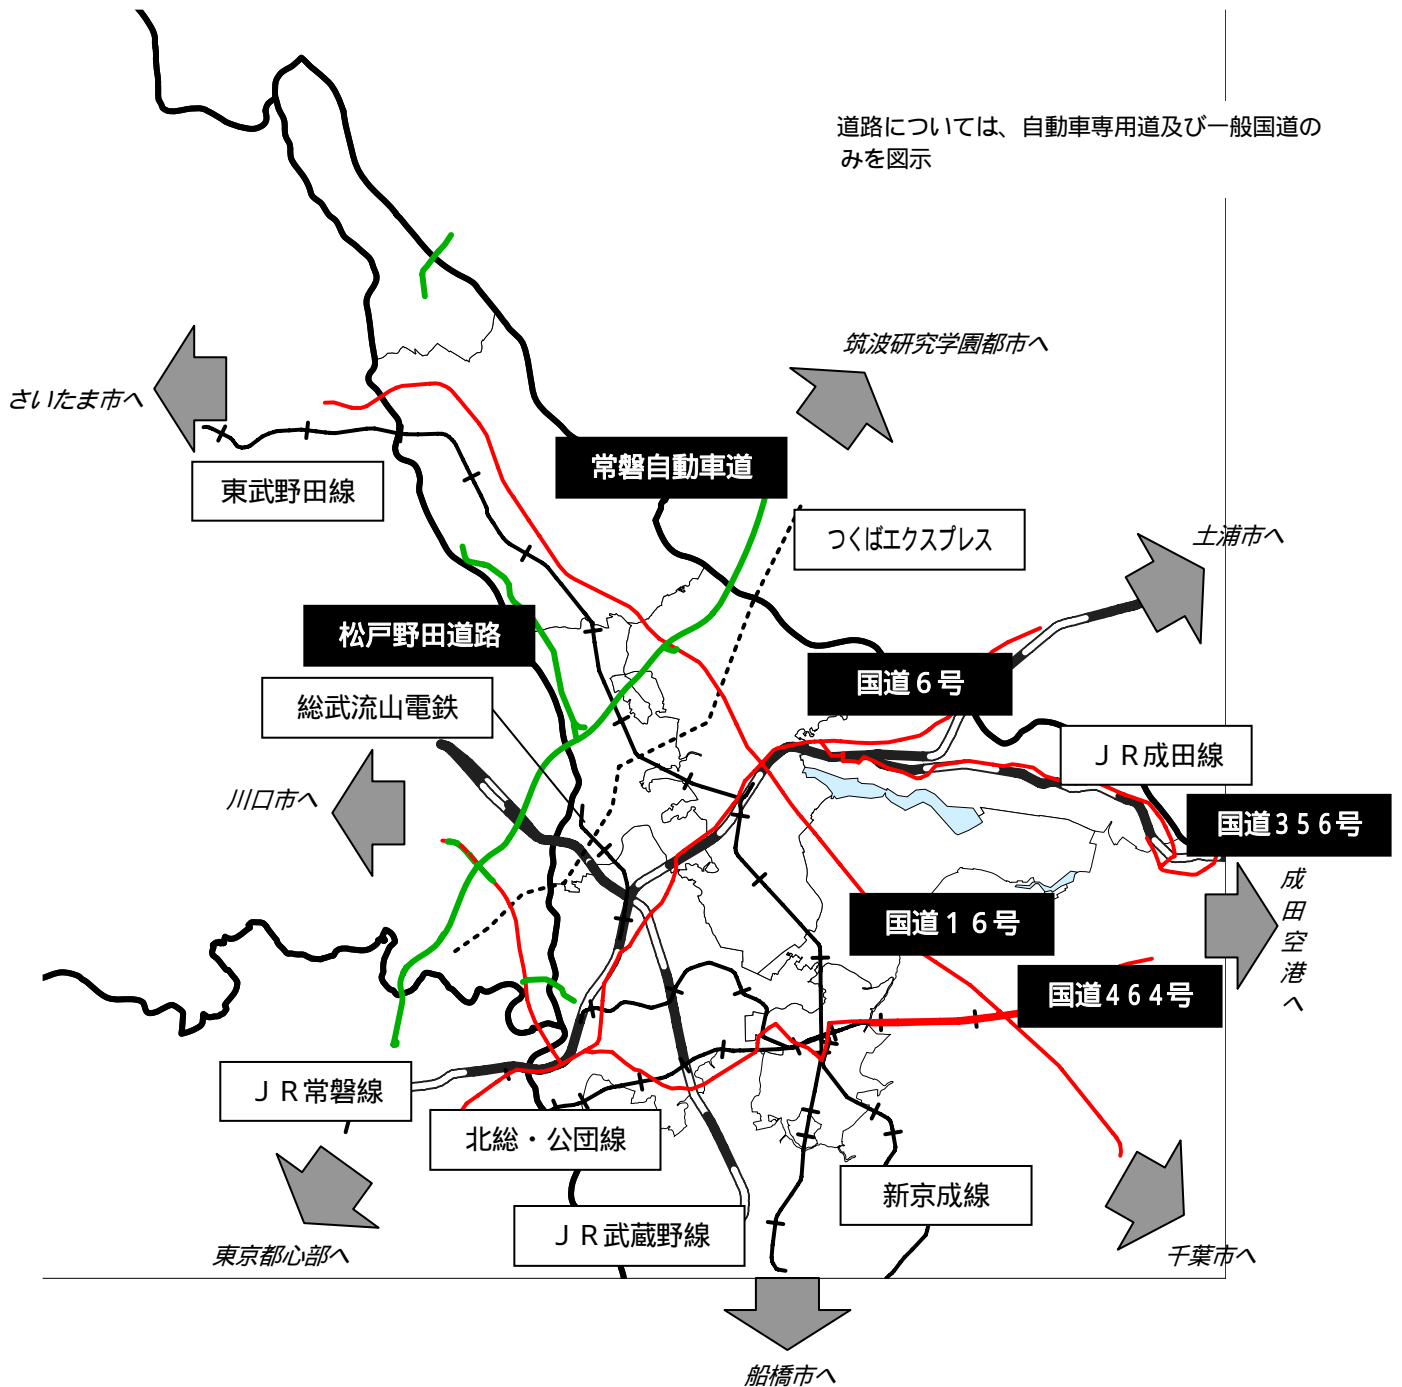 道路については、自動車専用道及び一般国道の
みを図示
筑波研究学園都市へ
さいたま市へ
常磐自動車道
東武野田線
つくばエクスプレス
土浦市へ
松戸野田道路
国道６号
総武流山電鉄
ＪＲ成田線
川口市へ
国道３５６号
成田空港へ
国道１６号
国道４６４号
ＪＲ常磐線
北総・公団線
新京成線
ＪＲ武蔵野線
東京都心部へ
千葉市へ
船橋市へ